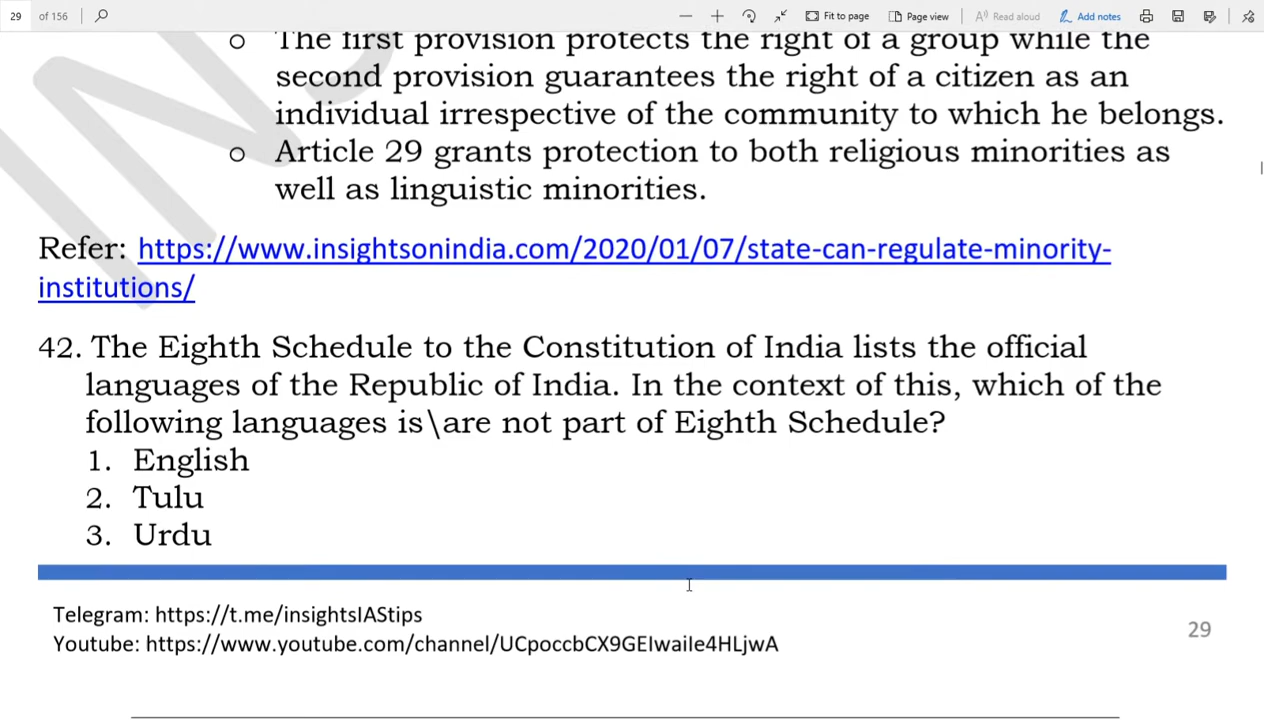 29 of 156 Fit to page Page view Read aloud Add notes
The first provision protects the right of a group while the
second provision guarantees the right of a citizen as an
individual irrespective of the community to which he belongs.
Article 29 grants protection to both religious minorities as
well as linguistic minorities.
Refer: https://www.insightsonindia.com/2020/01/07/state-can-regulate-minority-
institutions/
42. The Eighth Schedule to the Constitution of India lists the official
languages of the Republic of India. In the context of this, which of the
following languages is\are not part of Eighth Schedule?
1. English
2. Tulu
3. Urdu
Telegram: https://t.me/insightsIAStips
Youtube: https://www.youtube.com/channel/UCpoccbCX9GEIwaiIe4HLjwA
29